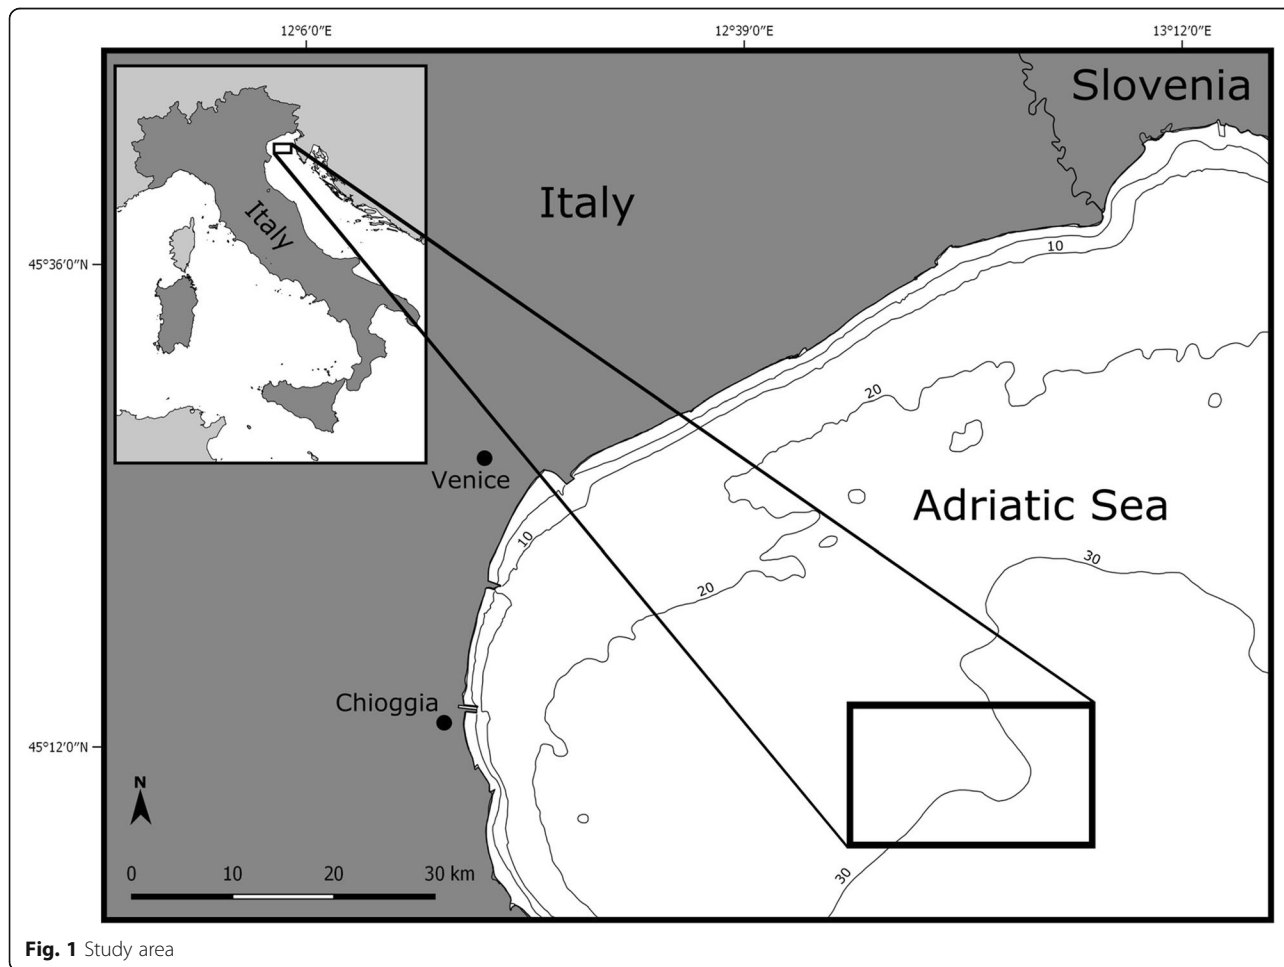 12°6′0″E
12°39′0″E
13°12′0″E
Slovenia
Italy
Italy
45°36′0″N
10
20
Venice
Adriatic Sea
10
30
20
Chioggia
45°12′0″N
N
30
0 10 20 30 km
Fig. 1 Study area